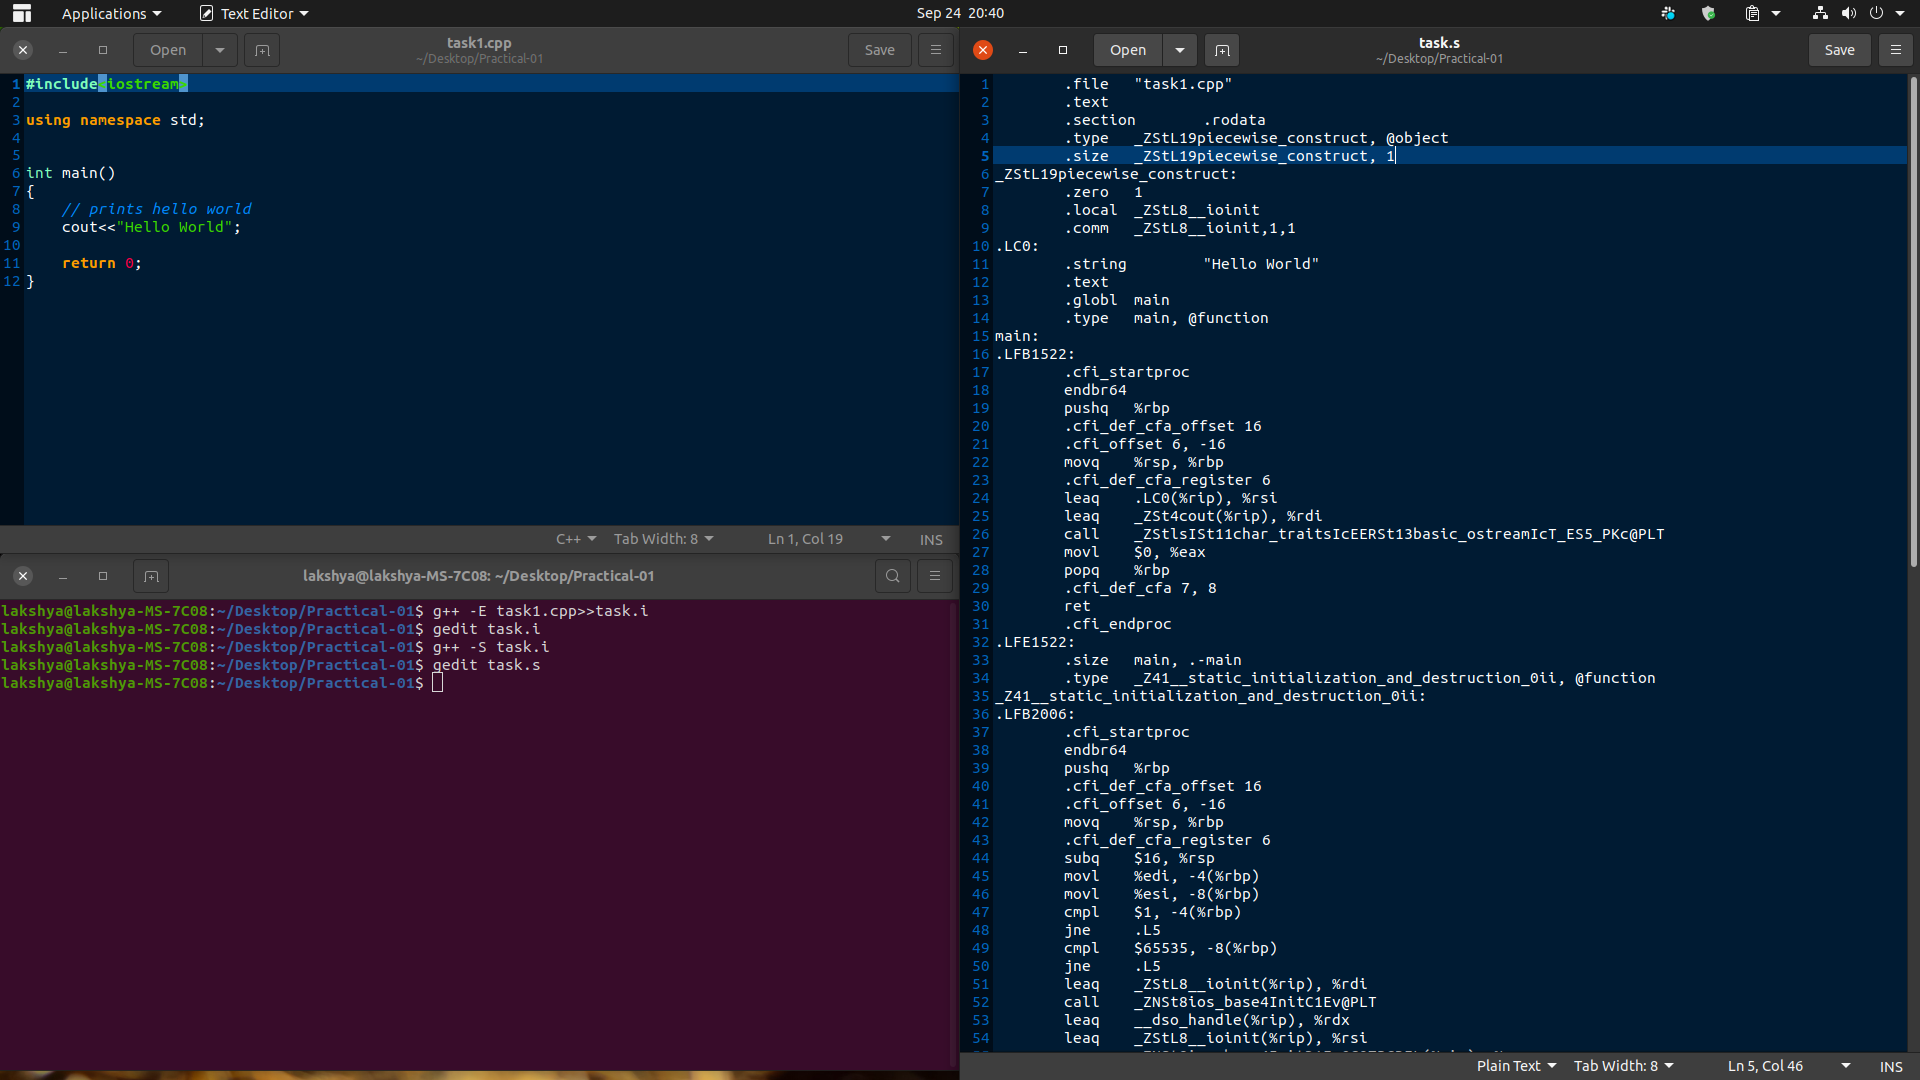 Applications
Text Editor
Sep 24 20:40
Open
task1.cpp
~/Desktop/Practical-01
Save
1 #include<iostream>
2
3 using namespace std;
4
5
6 int main()
7 {
8 // prints hello world
9 cout<<"Hello World";
10
11 return 0;
12 }
C++
Tab Width: 8
Ln 1, Col 19
INS
lakshya@lakshya-MS-7C08: ~/Desktop/Practical-01
lakshya@lakshya-MS-7C08:~/Desktop/Practical-01$ g++ -E task1.cpp>>task.i
lakshya@lakshya-MS-7C08:~/Desktop/Practical-01$ gedit task.i
lakshya@lakshya-MS-7C08:~/Desktop/Practical-01$ g++ -S task.i
lakshya@lakshya-MS-7C08:~/Desktop/Practical-01$ gedit task.s
lakshya@lakshya-MS-7C08:~/Desktop/Practical-01$
Open
task.s
~/Desktop/Practical-01
Save
1 .file "task1.cpp"
2 .text
3 .section .rodata
4 .type _ZStL19piecewise_construct, @object
5 .size _ZStL19piecewise_construct, 1
6 _ZStL19piecewise_construct:
7 .zero 1
8 .local _ZStL8__ioinit
9 .comm _ZStL8__ioinit,1,1
10 .LC0:
11 .string "Hello World"
12 .text
13 .globl main
14 .type main, @function
15 main:
16 .LFB1522:
17 .cfi_startproc
18 endbr64
19 pushq %rbp
20 .cfi_def_cfa_offset 16
21 .cfi_offset 6, -16
22 movq %rsp, %rbp
23 .cfi_def_cfa_register 6
24 leaq .LC0(%rip), %rsi
25 leaq _ZSt4cout(%rip), %rdi
26 call _ZStlsISt11char_traitsIcEERSt13basic_ostreamIcT_ES5_PKc@PLT
27 movl $0, %eax
28 popq %rbp
29 .cfi_def_cfa 7, 8
30 ret
31 .cfi_endproc
32 .LFE1522:
33 .size main, .-main
34 .type _Z41__static_initialization_and_destruction_0ii, @function
35 _Z41__static_initialization_and_destruction_0ii:
36 .LFB2006:
37 .cfi_startproc
38 endbr64
39 pushq %rbp
40 .cfi_def_cfa_offset 16
41 .cfi_offset 6, -16
42 movq %rsp, %rbp
43 .cfi_def_cfa_register 6
44 subq $16, %rsp
45 movl %edi, -4(%rbp)
46 movl %esi, -8(%rbp)
47 cmpl $1, -4(%rbp)
48 jne .L5
49 cmpl $65535, -8(%rbp)
50 jne .L5
51 leaq _ZStL8__ioinit(%rip), %rdi
52 call _ZNSt8ios_base4InitC1Ev@PLT
53 leaq __dso_handle(%rip), %rdx
54 leaq _ZStL8__ioinit(%rip), %rsi
Plain Text
Tab Width: 8
Ln 5, Col 46
INS